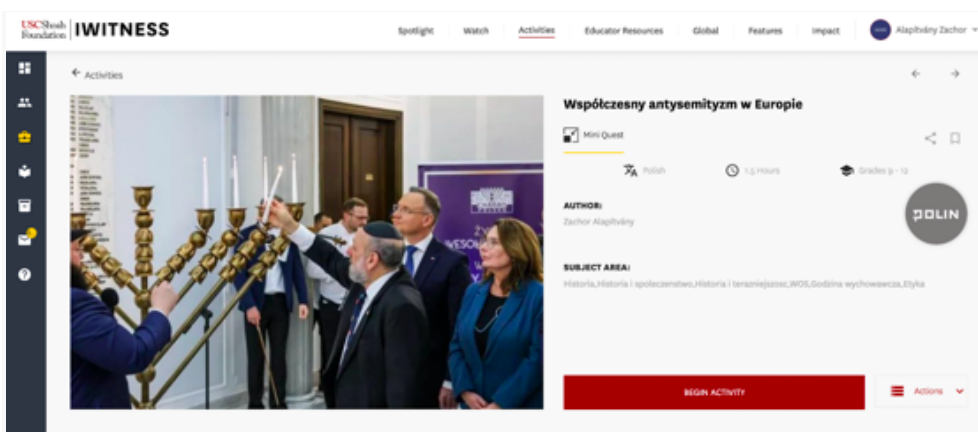 USC Shoah Foundation IWITNESS
Spotlight Watch Activities Educator Resources Global Features Impact Alapítvány Zachor
← Activities
Współczesny antysemityzm w Europie
Mini Quest
Polish 1.5 Hours Grades 9 - 12
AUTHOR:
Zachor Alapítvány
POLIN
SUBJECT AREA:
Historia,Historia i spoleczenstwo,Historia i terazniejszosc,WOS,Godzina wychowawcza,Etyka
BEGIN ACTIVITY
Actions